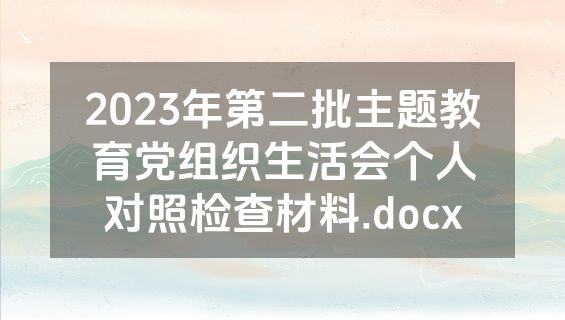 2023年第二批主题教
育党组织生活会个人
对照检查材料.docx